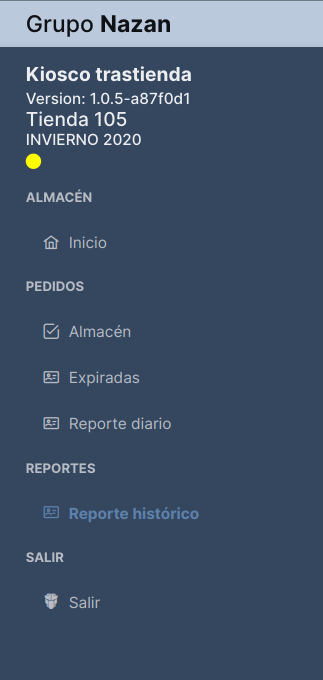 Grupo Nazan
Kiosco trastienda
Version: 1.0.5-a87f0d1
Tienda 105
INVIERNO 2020
ALMACÉN
Inicio
PEDIDOS
Almacén
Expiradas
Reporte diario
REPORTES
Reporte histórico
SALIR
Salir